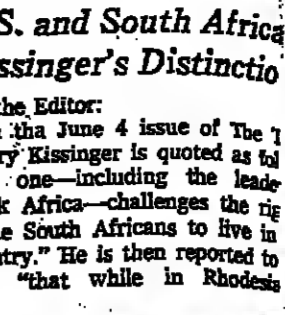 S. and South Africa
ssinger's Distinctio
the Editor:
tha June 4 issue of The
ry Kissinger is quoted as fol
one—including the leade
k Africa—challenges the rig
e South Africans to live in
ntry." He is then reported to
"that while in Rhodesia